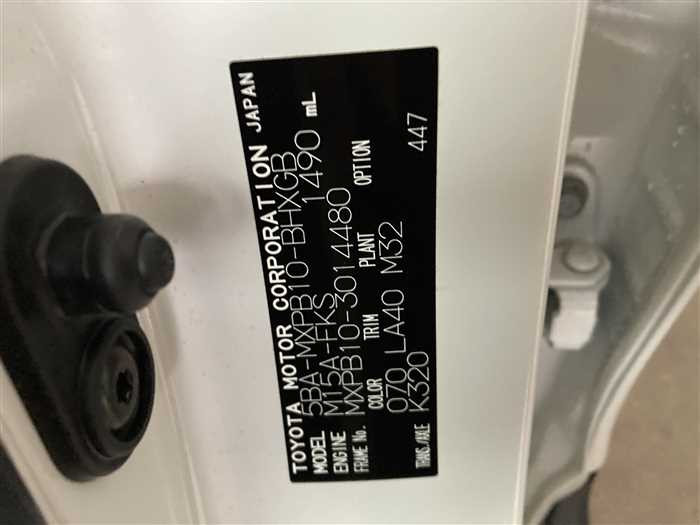 TOYOTA MOTOR CORPORATION JAPAN
MODEL 5BA-MXPB10-BHXGB
ENGINE M15A-FKS 1490 mL
FRAME No. MXPB10-3014480
COLOR TRIM PLANT OPTION
070 LA40 M32 447
TRANS./AXLE K320